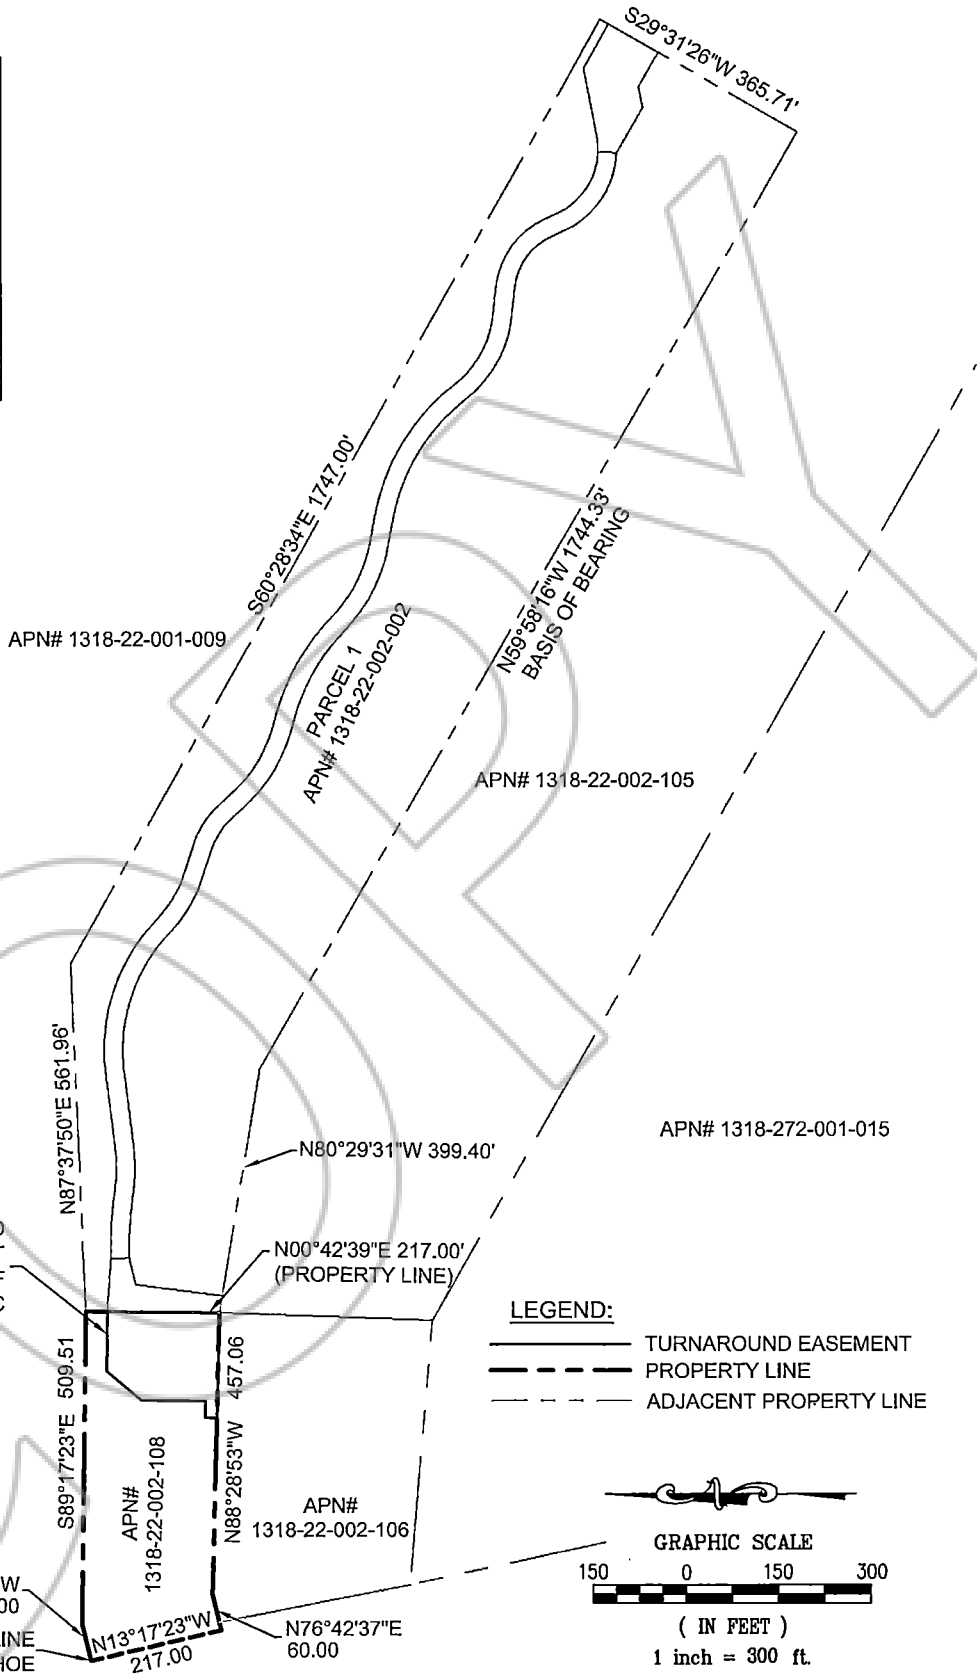 S29°31'26"W 365.71'
S60°28'34"E 1747.00'
N59°58'16"W 1744.33'
BASIS OF BEARING
APN# 1318-22-001-009
PARCEL 1
APN# 1318-22-002-002
APN# 1318-22-002-105
N87°37'50"E 561.96'
APN# 1318-272-001-015
N80°29'31"W 399.40'
N00°42'39"E 217.00'
(PROPERTY LINE)
S89°17'23"E 509.51
N88°28'53"W 457.06
APN#
1318-22-002-108
APN#
1318-22-002-106
N76°42'37"E
60.00
N13°17'23"W
217.00
W
00
LINE
HOE
LEGEND:
TURNAROUND EASEMENT
PROPERTY LINE
ADJACENT PROPERTY LINE
GRAPHIC SCALE
150 0 150 300
( IN FEET )
1 inch = 300 ft.